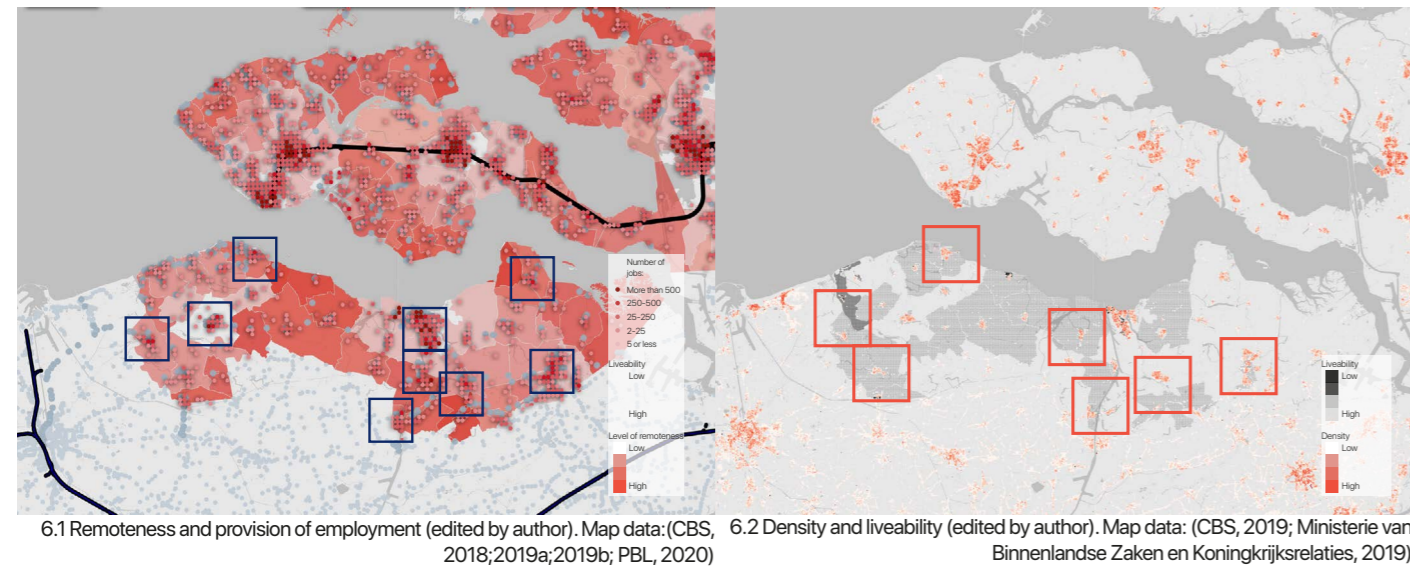 Number of
jobs:
More than 500
250-500
25-250
2-25
5 or less
Liveability
Low
High
Level of remoteness
Low
High
Liveability
Low
High
Density
Low
High
6.1 Remoteness and provision of employment (edited by author). Map data:(CBS,
2018;2019a;2019b; PBL, 2020)
6.2 Density and liveability (edited by author). Map data: (CBS, 2019; Ministerie van
Binnenlandse Zaken en Koningkrijksrelaties, 2019)